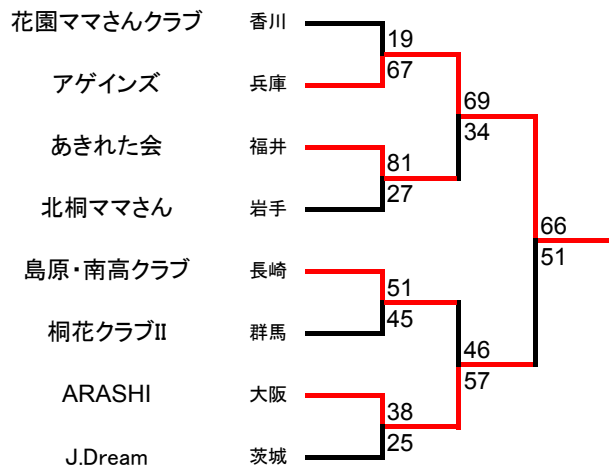 花園ママさんクラブ 香川
19
アゲインズ 兵庫
67
69
34
あきれた会 福井
81
北桐ママさん 岩手
27
66
51
島原・南高クラブ 長崎
51
桐花クラブII 群馬
45
46
57
ARASHI 大阪
38
J.Dream 茨城
25